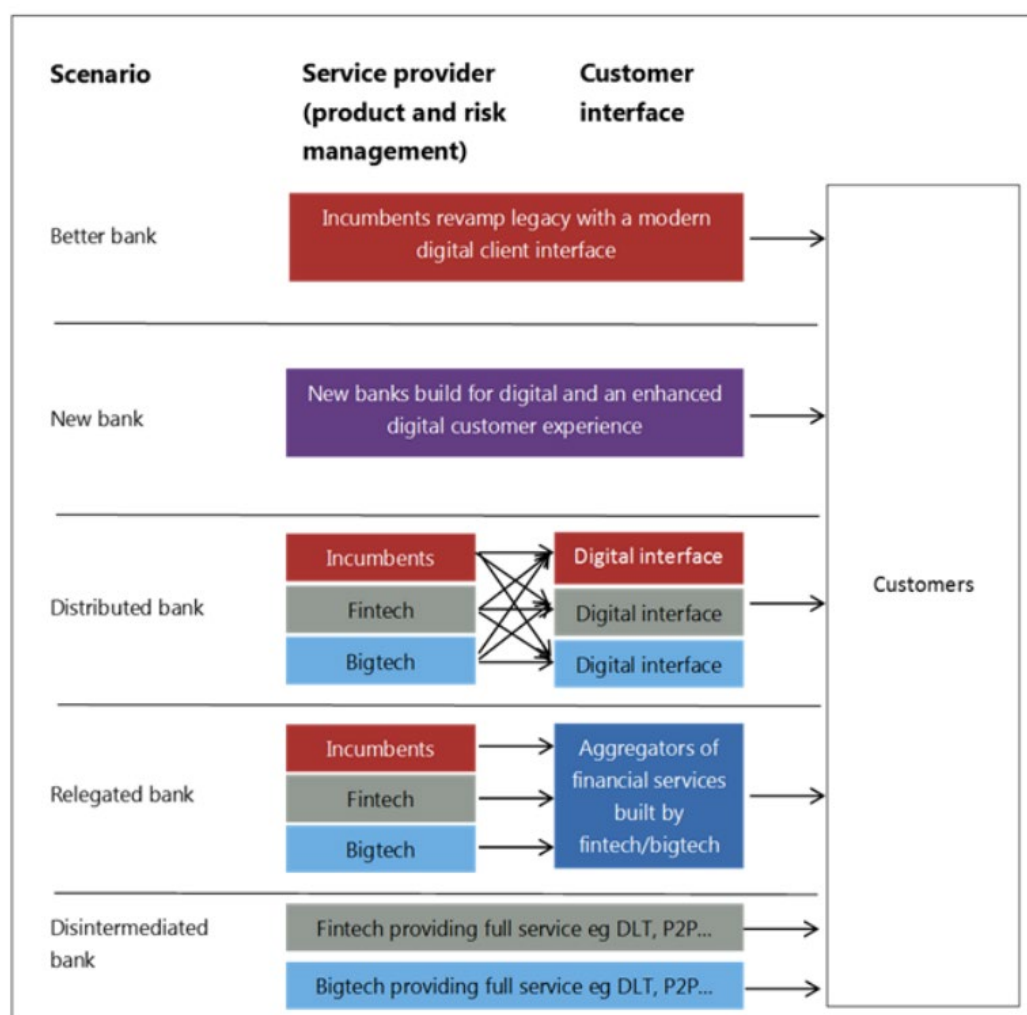 Scenario
Service provider
(product and risk
management)
Customer
interface
Better bank
Incumbents revamp legacy with a modern
digital client interface
New bank
New banks build for digital and an enhanced
digital customer experience
Distributed bank
Incumbents
Fintech
Bigtech
Digital interface
Digital interface
Digital interface
Customers
Relegated bank
Incumbents
Fintech
Bigtech
Aggregators of
financial services
built by
fintech/bigtech
Disintermediated
bank
Fintech providing full service eg DLT, P2P...
Bigtech providing full service eg DLT, P2P...